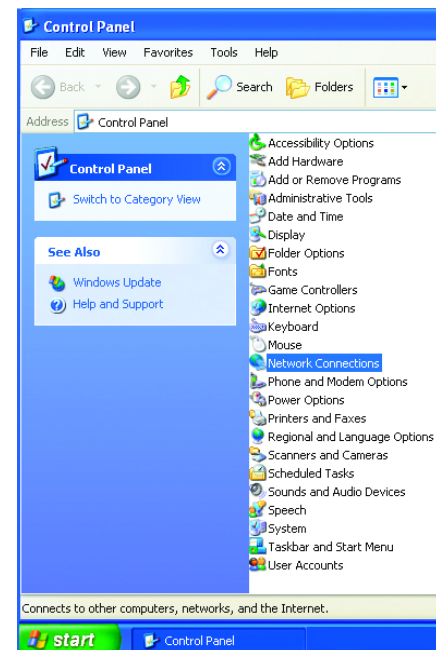 Control Panel
File Edit View Favorites Tools Help
Back Search Folders
Address Control Panel
Control Panel
Switch to Category View
See Also
Windows Update
Help and Support
Accessibility Options
Add Hardware
Add or Remove Programs
Administrative Tools
Date and Time
Display
Folder Options
Fonts
Game Controllers
Internet Options
Keyboard
Mouse
Network Connections
Phone and Modem Options
Power Options
Printers and Faxes
Regional and Language Options
Scanners and Cameras
Scheduled Tasks
Sounds and Audio Devices
Speech
System
Taskbar and Start Menu
User Accounts
Connects to other computers, networks, and the Internet.
start Control Panel